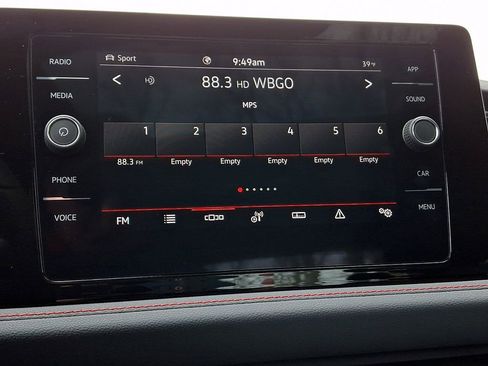 RADIO
MEDIA
PHONE
VOICE
Sport 9:49am 39°F
88.3 HD WBGO
MPS
1 2 3 4 5 6
88.3 FM Empty Empty Empty Empty Empty
FM
APP
SOUND
CAR
MENU